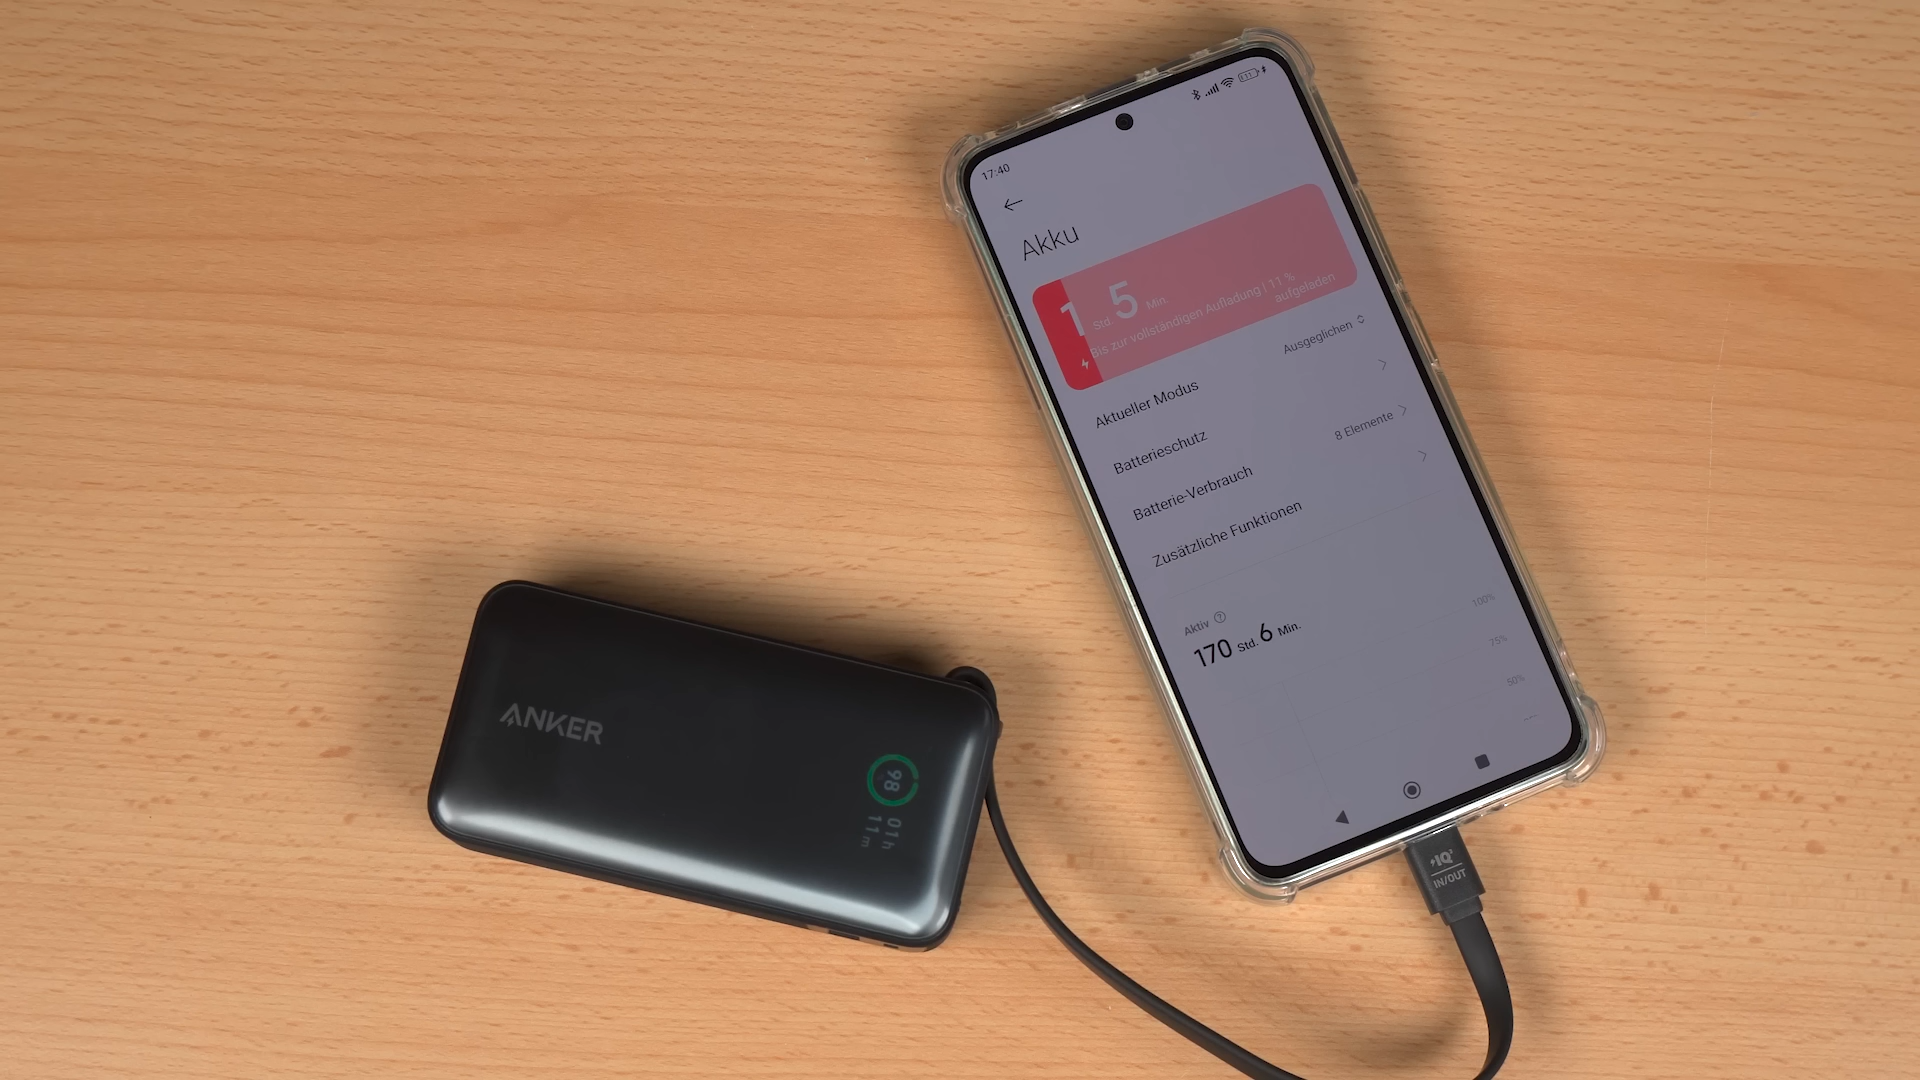 17:40
Akku
1 Std. 5 Min.
Bis zur vollständigen Aufladung | 11 %
aufgeladen
Aktueller Modus
Ausgeglichen
Batterieschutz
Batterie-Verbrauch
8 Elemente
Zusätzliche Funktionen
Aktiv
170 Std. 6 Min.
100%
75%
50%
ANKER
98
01h
11m
IQ
IN/OUT